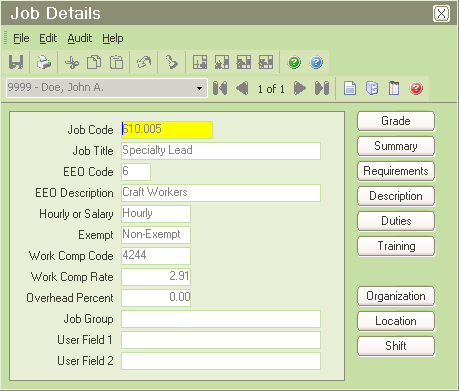 Job Details
File Edit Audit Help
9999 - Doe, John A. 1 of 1
Job Code 610.005
Job Title Specialty Lead
EEO Code 6
EEO Description Craft Workers
Hourly or Salary Hourly
Exempt Non-Exempt
Work Comp Code 4244
Work Comp Rate 2.91
Overhead Percent 0.00
Job Group
User Field 1
User Field 2
Grade
Summary
Requirements
Description
Duties
Training
Organization
Location
Shift